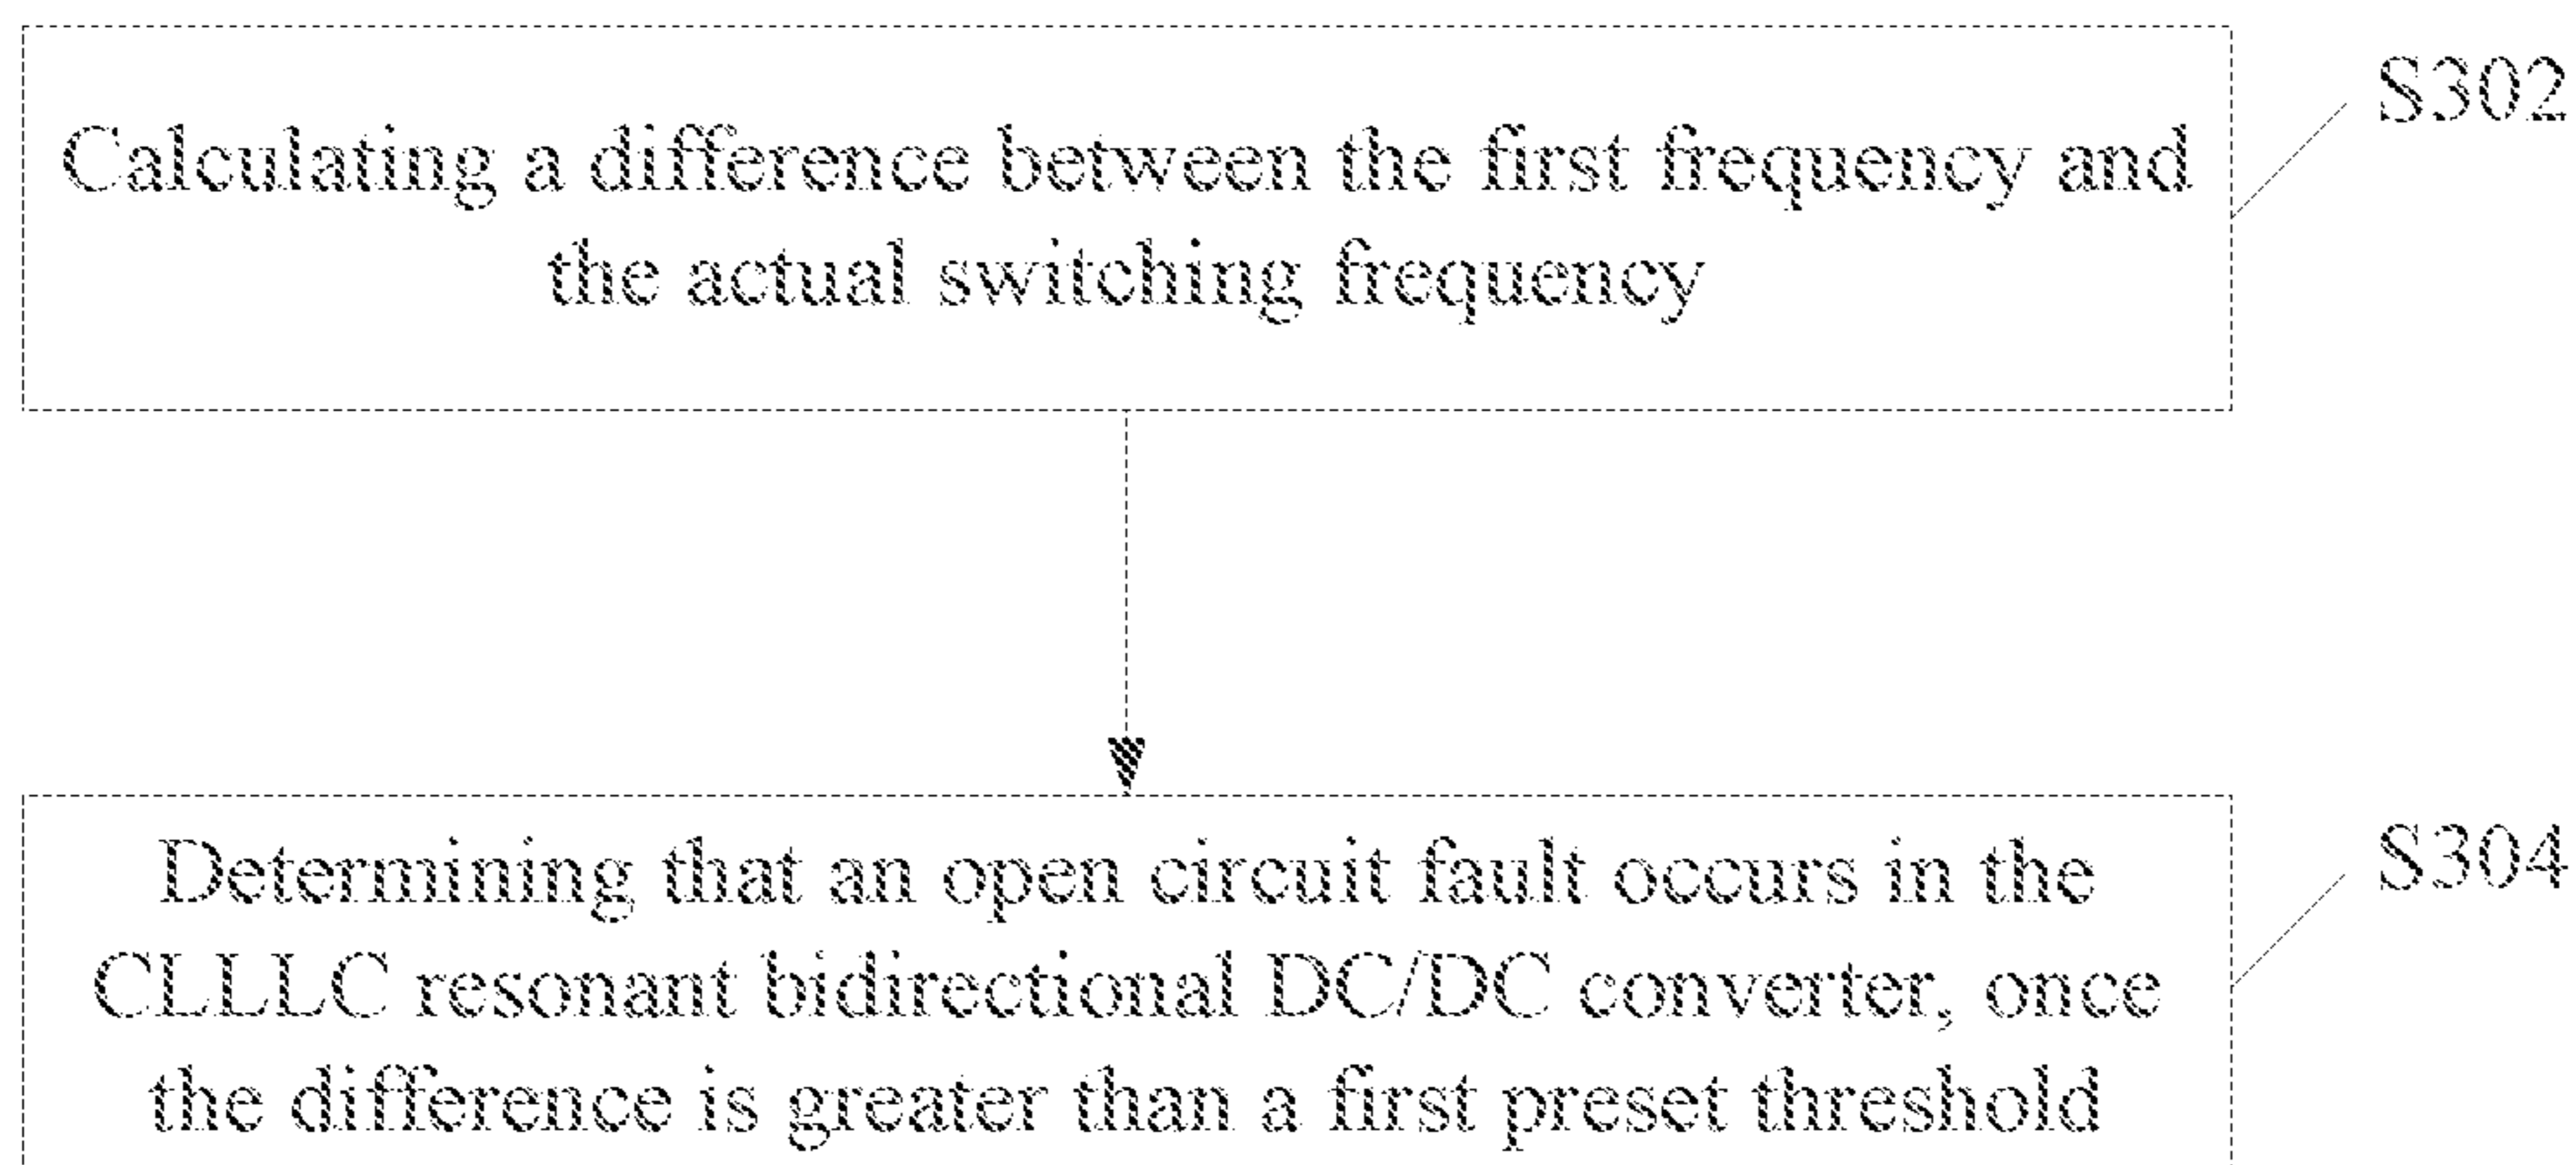 S302
Calculating a difference between the first frequency and
the actual switching frequency
S304
Determining that an open circuit fault occurs in the
CLLLC resonant bidirectional DC/DC converter, once
the difference is greater than a first preset threshold